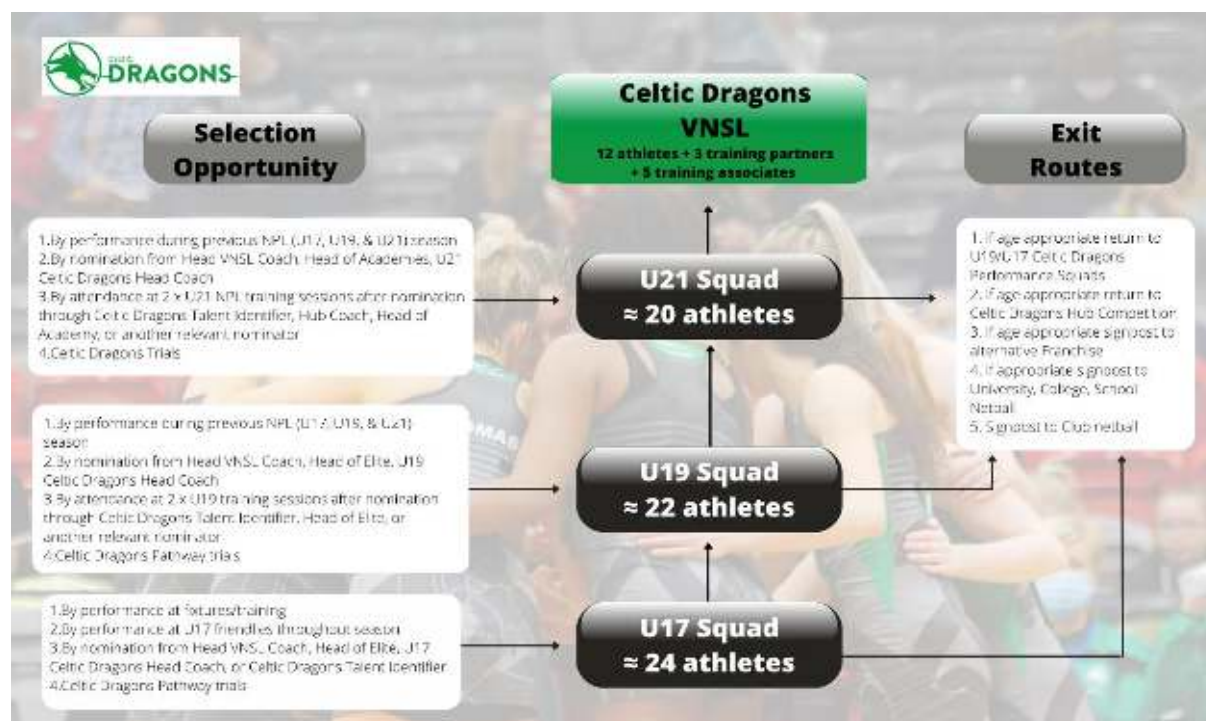 CELTIC
DRAGONS
Selection
Opportunity
Celtic Dragons
VNSL
12 athletes + 3 training partners
+ 5 training associates
Exit
Routes
1.By performance during previous NPL (U17, U19, & U21) season
2.By nomination from Head VNSL Coach, Head of Academies, U21
Celtic Dragons Head Coach
3.By attendance at 2 x U21 NPL training sessions after nomination
through Celtic Dragons Talent Identifier, Hub Coach, Head of
Academy, or another relevant nominator
4.Celtic Dragons Trials
U21 Squad
≈ 20 athletes
1. If age appropriate return to
U19/U17 Celtic Dragons
Performance Squads
2. If age appropriate return to
Celtic Dragons Hub Competition
3. If age appropriate signpost to
alternative Franchise
4. If appropriate signpost to
University, College, School
Netball
5. Signpost to Club netball
1.By performance during previous NPL (U17, U19, & U21)
season
2.By nomination from Head VNSL Coach, Head of Elite, U19
Celtic Dragons Head Coach
3.By attendance at 2 x U19 training sessions after nomination
through Celtic Dragons Talent Identifier, Head of Elite, or
another relevant nominator
4.Celtic Dragons Pathway trials
U19 Squad
≈ 22 athletes
1.By performance at fixtures/training
2.By performance at U17 friendlies throughout season
3.By nomination from Head VNSL Coach, Head of Elite, U17
Celtic Dragons Head Coach, or Celtic Dragons Talent Identifier
4.Celtic Dragons Pathway trials
U17 Squad
≈ 24 athletes